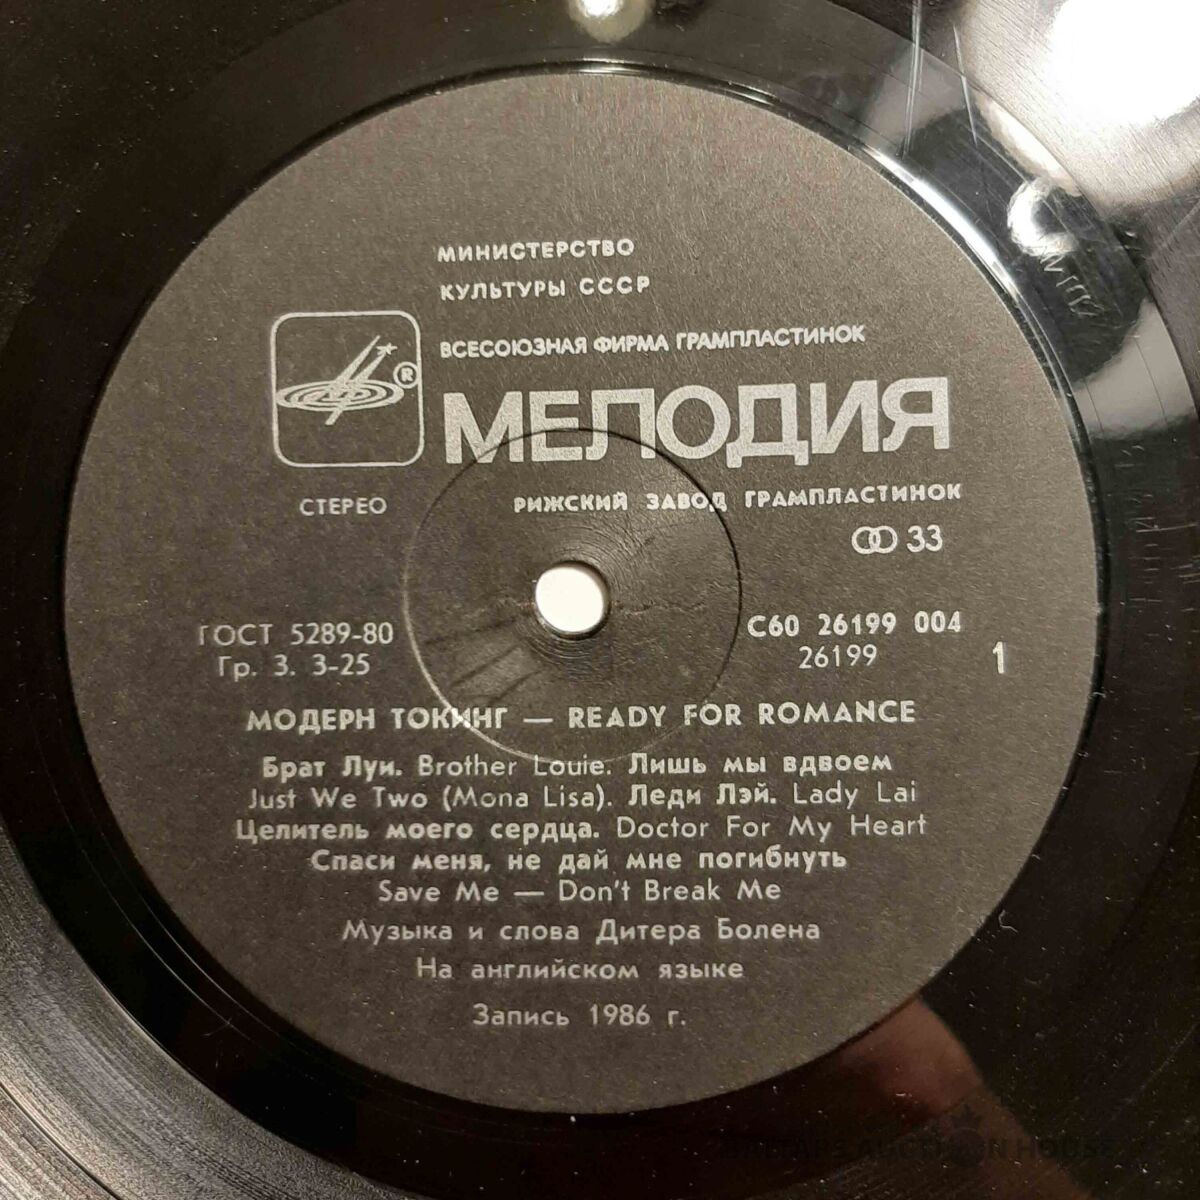 МИНИСТЕРСТВО
КУЛЬТУРЫ СССР
ВСЕСОЮЗНАЯ ФИРМА ГРАМПЛАСТИНОК
®
МЕЛОДИЯ
СТЕРЕО
РИЖСКИЙ ЗАВОД ГРАМПЛАСТИНОК
33
ГОСТ 5289-80
Гр. 3. 3-25
С60 26199 004
26199
1
МОДЕРН ТОКИНГ — READY FOR ROMANCE
Брат Луи. Brother Louie. Лишь мы вдвоем
Just We Two (Mona Lisa). Леди Лэй. Lady Lai
Целитель моего сердца. Doctor For My Heart
Спаси меня, не дай мне погибнуть
Save Me — Don't Break Me
Музыка и слова Дитера Болена
На английском языке
Запись 1986 г.
BALTARS AUCTION HOUSE